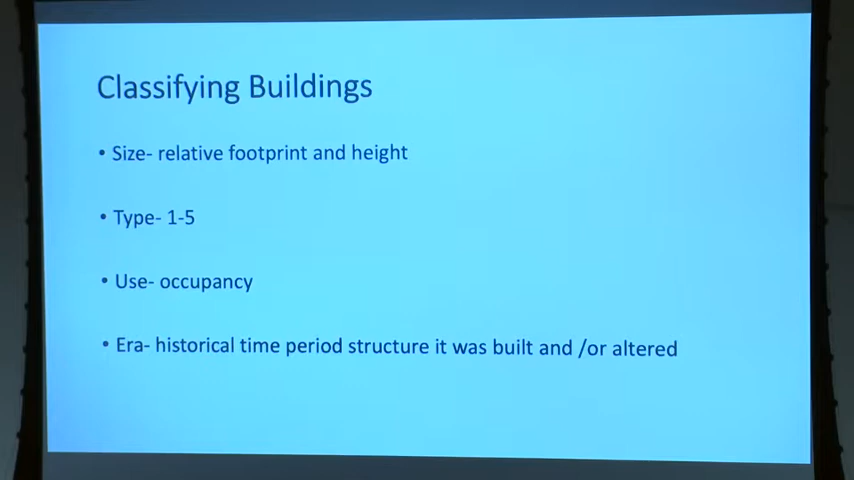 Classifying Buildings
• Size- relative footprint and height
• Type- 1-5
• Use- occupancy
• Era- historical time period structure it was built and /or altered